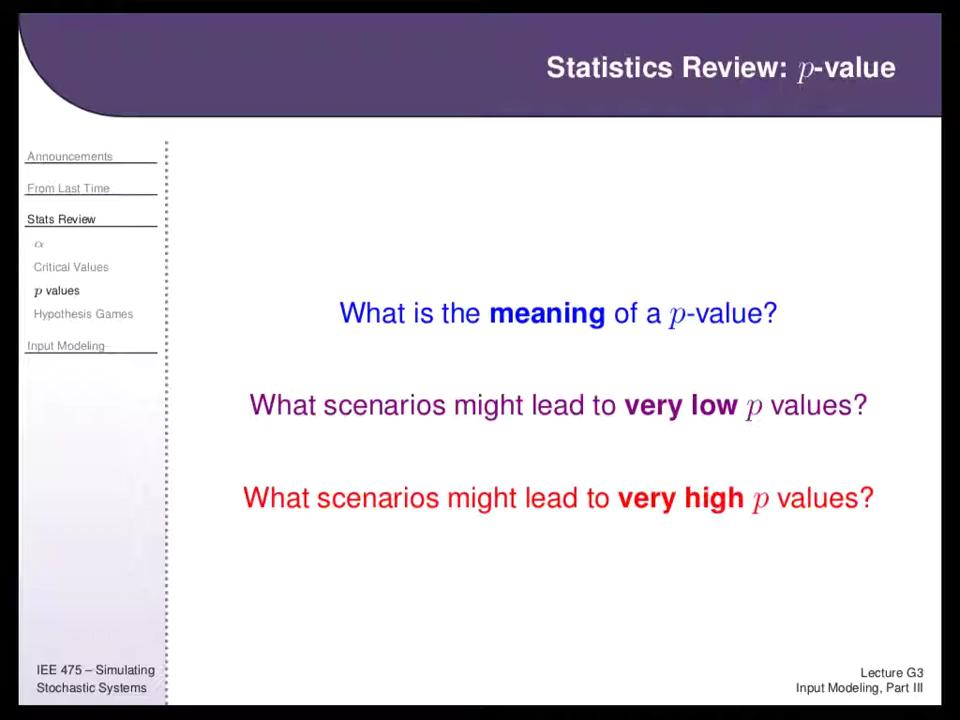 Statistics Review: p-value
Announcements
From Last Time
Stats Review
α
Critical Values
p values
Hypothesis Games
Input Modeling
What is the meaning of a p-value?
What scenarios might lead to very low p values?
What scenarios might lead to very high p values?
IEE 475 – Simulating
Stochastic Systems
Lecture G3
Input Modeling, Part III